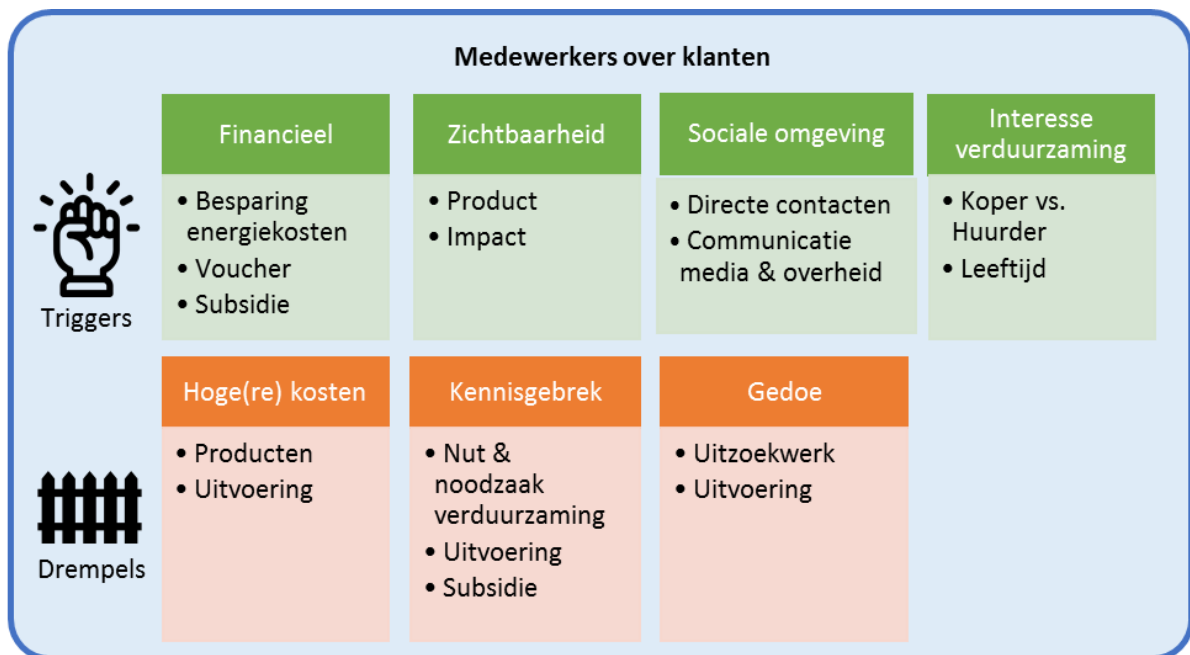 Medewerkers over klanten
Financieel
• Besparing
energiekosten
• Voucher
• Subsidie
Zichtbaarheid
• Product
• Impact
Sociale omgeving
• Directe contacten
• Communicatie
media & overheid
Interesse
verduurzaming
• Koper vs.
Huurder
• Leeftijd
Triggers
Hoge(re) kosten
• Producten
• Uitvoering
Kennisgebrek
• Nut &
noodzaak
verduurzaming
• Uitvoering
• Subsidie
Gedoe
• Uitzoekwerk
• Uitvoering
Drempels